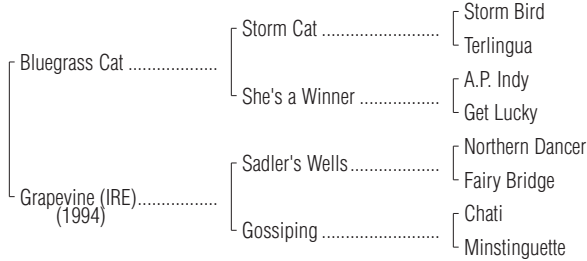 Storm Bird
Storm Cat ........................
Terlingua
Bluegrass Cat ..................
A.P. Indy
She's a Winner ................
Get Lucky
Northern Dancer
Sadler's Wells..................
Fairy Bridge
Grapevine (IRE)................
(1994)
Chati
Gossiping ........................
Minstinguette